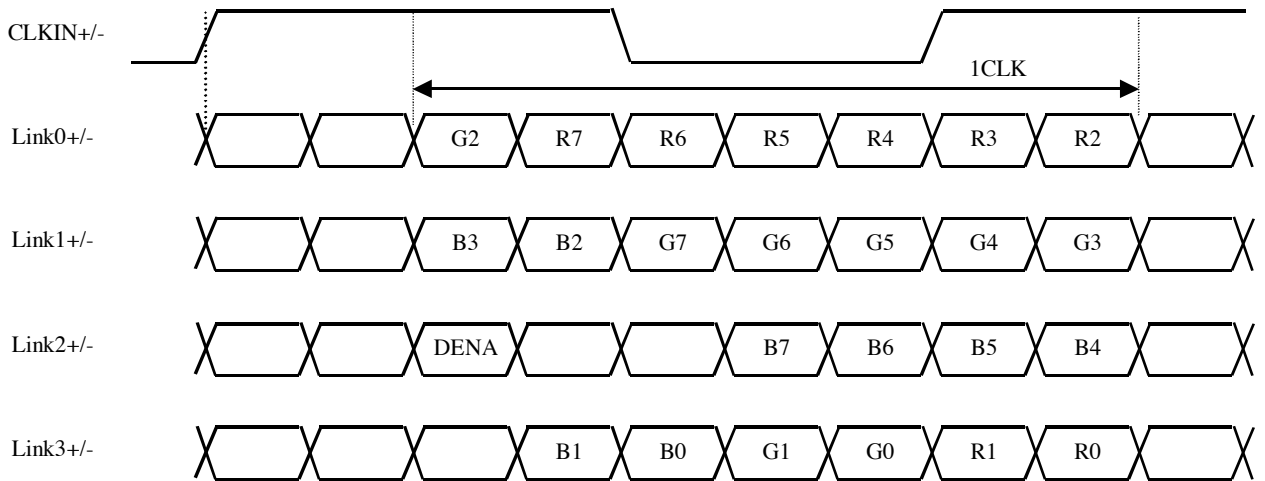 CLKIN+/-
1CLK
Link0+/- G2 R7 R6 R5 R4 R3 R2
Link1+/- B3 B2 G7 G6 G5 G4 G3
Link2+/- DENA B7 B6 B5 B4
Link3+/- B1 B0 G1 G0 R1 R0